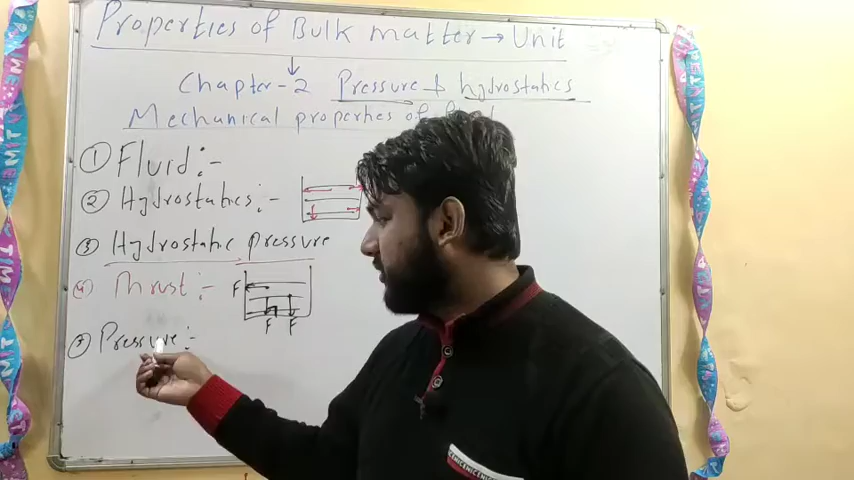 Properties of Bulk matter → Unit
Chapter-2 Pressure & hydrostatics
Mechanical properties of
① Fluid :-
② Hydrostatics :-
③ Hydrostatic pressure
④ Thrust :-
F
F F
⑤ Pressure :-